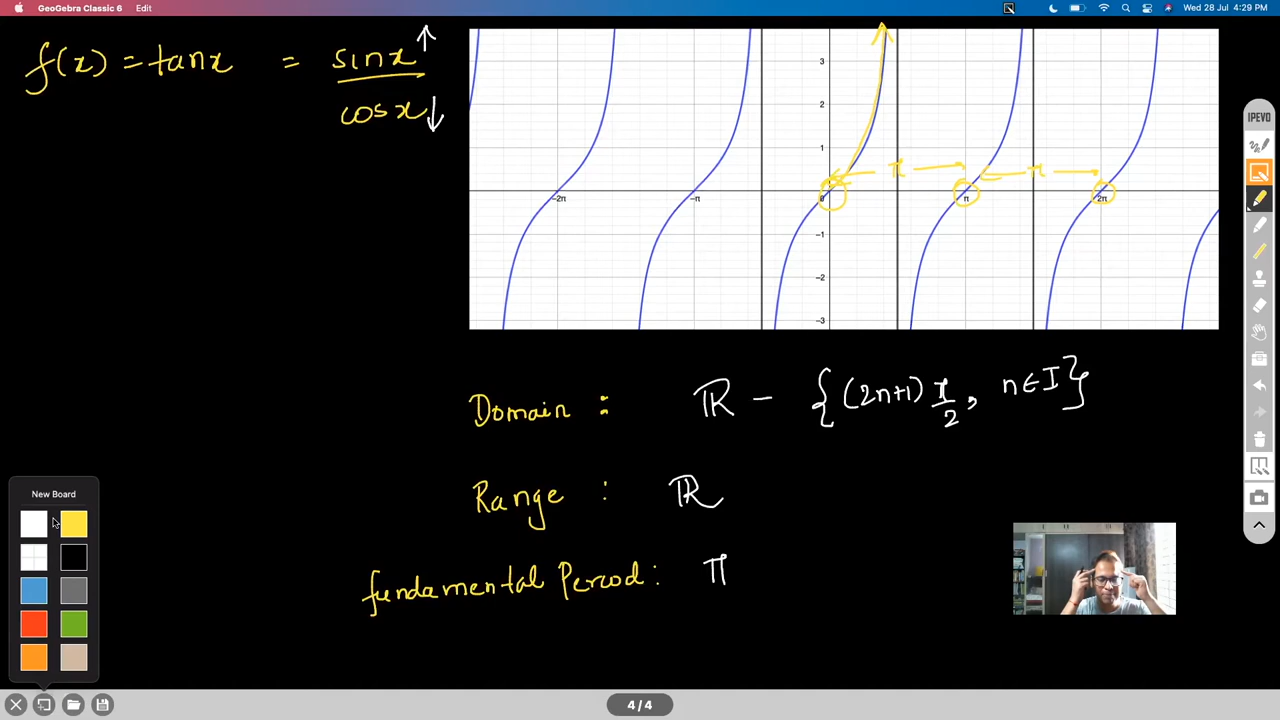 GeoGebra Classic 6 Edit Wed 28 Jul 4:29 PM
f(x) = tanx = sinx↑ / cosx↓
IPEVO
3
2
1
π π
-2π -π 0 π 2π
-1
-2
-3
Domain : ℝ - {(2n+1) π/2, n∈I}
Range : ℝ
fundamental Period : π
New Board
4 / 4